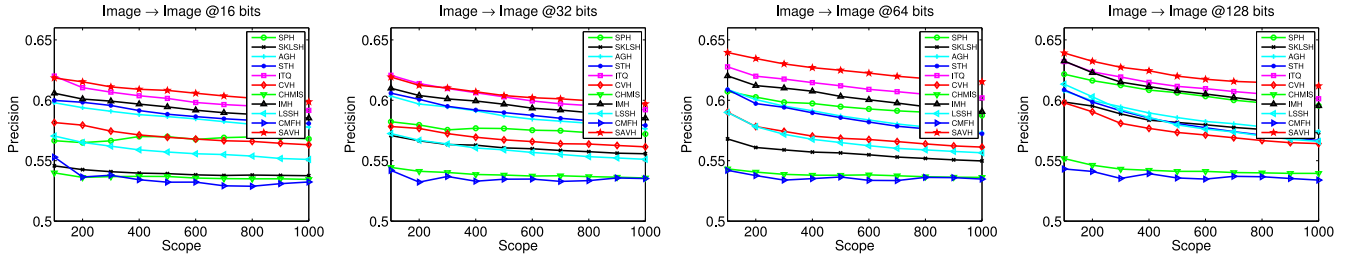 Image → Image @16 bits
0.65
0.6
0.55
0.5
Precision
200
400
600
800
1000
Scope
SPH
SKLSH
AGH
STH
ITQ
CVH
CHMIS
IMH
LSSH
CMFH
SAVH
Image → Image @32 bits
0.65
0.6
0.55
0.5
Precision
200
400
600
800
1000
Scope
SPH
SKLSH
AGH
STH
ITQ
CVH
CHMIS
IMH
LSSH
CMFH
SAVH
Image → Image @64 bits
0.65
0.6
0.55
0.5
Precision
200
400
600
800
1000
Scope
SPH
SKLSH
AGH
STH
ITQ
CVH
CHMIS
IMH
LSSH
CMFH
SAVH
Image → Image @128 bits
0.65
0.6
0.55
0.5
Precision
200
400
600
800
1000
Scope
SPH
SKLSH
AGH
STH
ITQ
CVH
CHMIS
IMH
LSSH
CMFH
SAVH